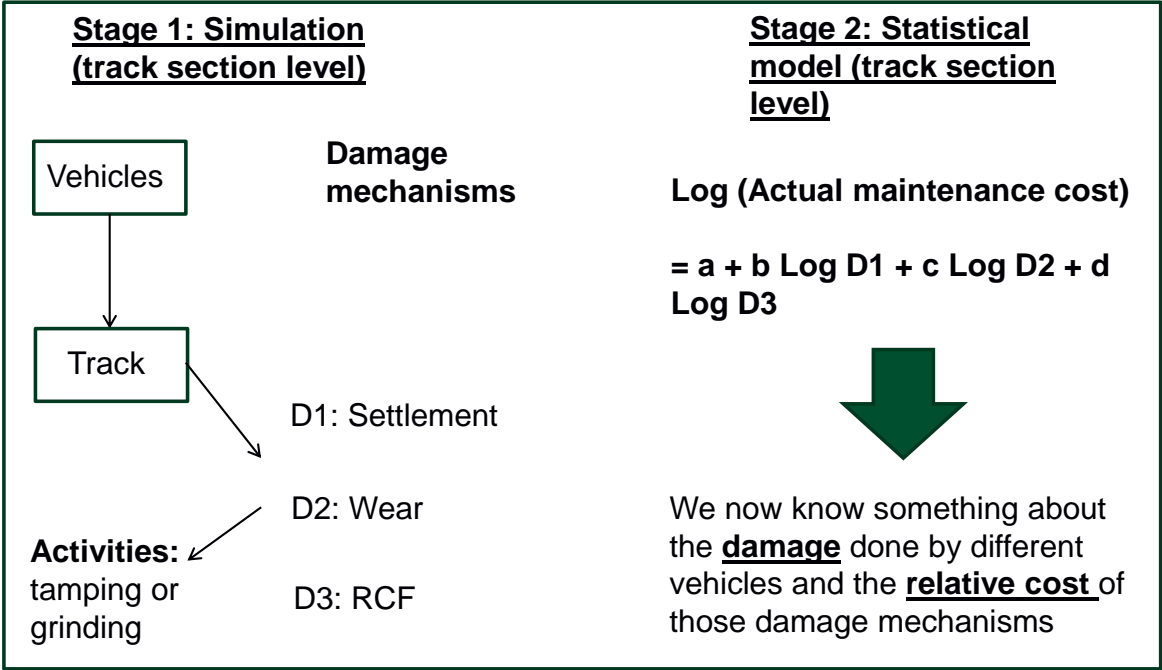 Stage 1: Simulation
(track section level)
Vehicles
Damage
mechanisms
Track
D1: Settlement
D2: Wear
D3: RCF
Activities:
tamping or
grinding
Stage 2: Statistical
model (track section
level)
Log (Actual maintenance cost)
= a + b Log D1 + c Log D2 + d
Log D3
We now know something about
the damage done by different
vehicles and the relative cost of
those damage mechanisms